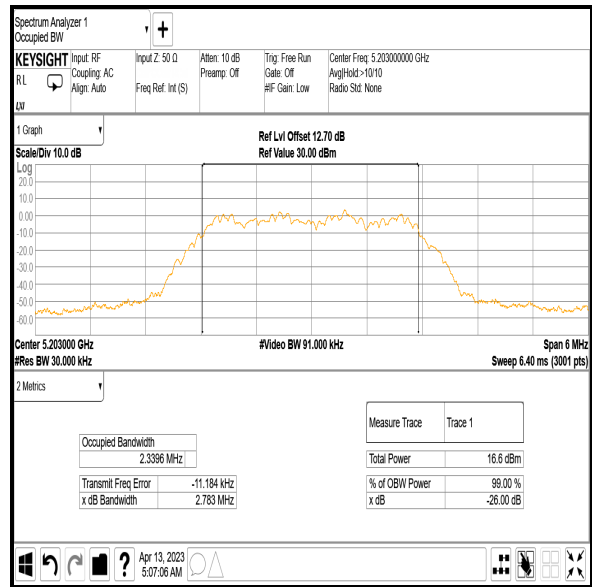 Spectrum Analyzer 1
Occupied BW
KEYSIGHT
RL
LXI
Input: RF
Coupling: AC
Align: Auto
Input Z: 50 Ω
Freq Ref: Int (S)
Atten: 10 dB
Preamp: Off
Trig: Free Run
Gate: Off
#IF Gain: Low
Center Freq: 5.203000000 GHz
Avg|Hold:>10/10
Radio Std: None
1 Graph
Scale/Div 10.0 dB
Ref Lvl Offset 12.70 dB
Ref Value 30.00 dBm
Log
20.0
10.0
0.00
-10.0
-20.0
-30.0
-40.0
-50.0
-60.0
Center 5.203000 GHz
#Video BW 91.000 kHz
Span 6 MHz
#Res BW 30.000 kHz
Sweep 6.40 ms (3001 pts)
2 Metrics
Occupied Bandwidth
2.3396 MHz
Transmit Freq Error -11.184 kHz
x dB Bandwidth 2.783 MHz
Measure Trace Trace 1
Total Power 16.6 dBm
% of OBW Power 99.00 %
x dB -26.00 dB
?
Apr 13, 2023
5:07:06 AM